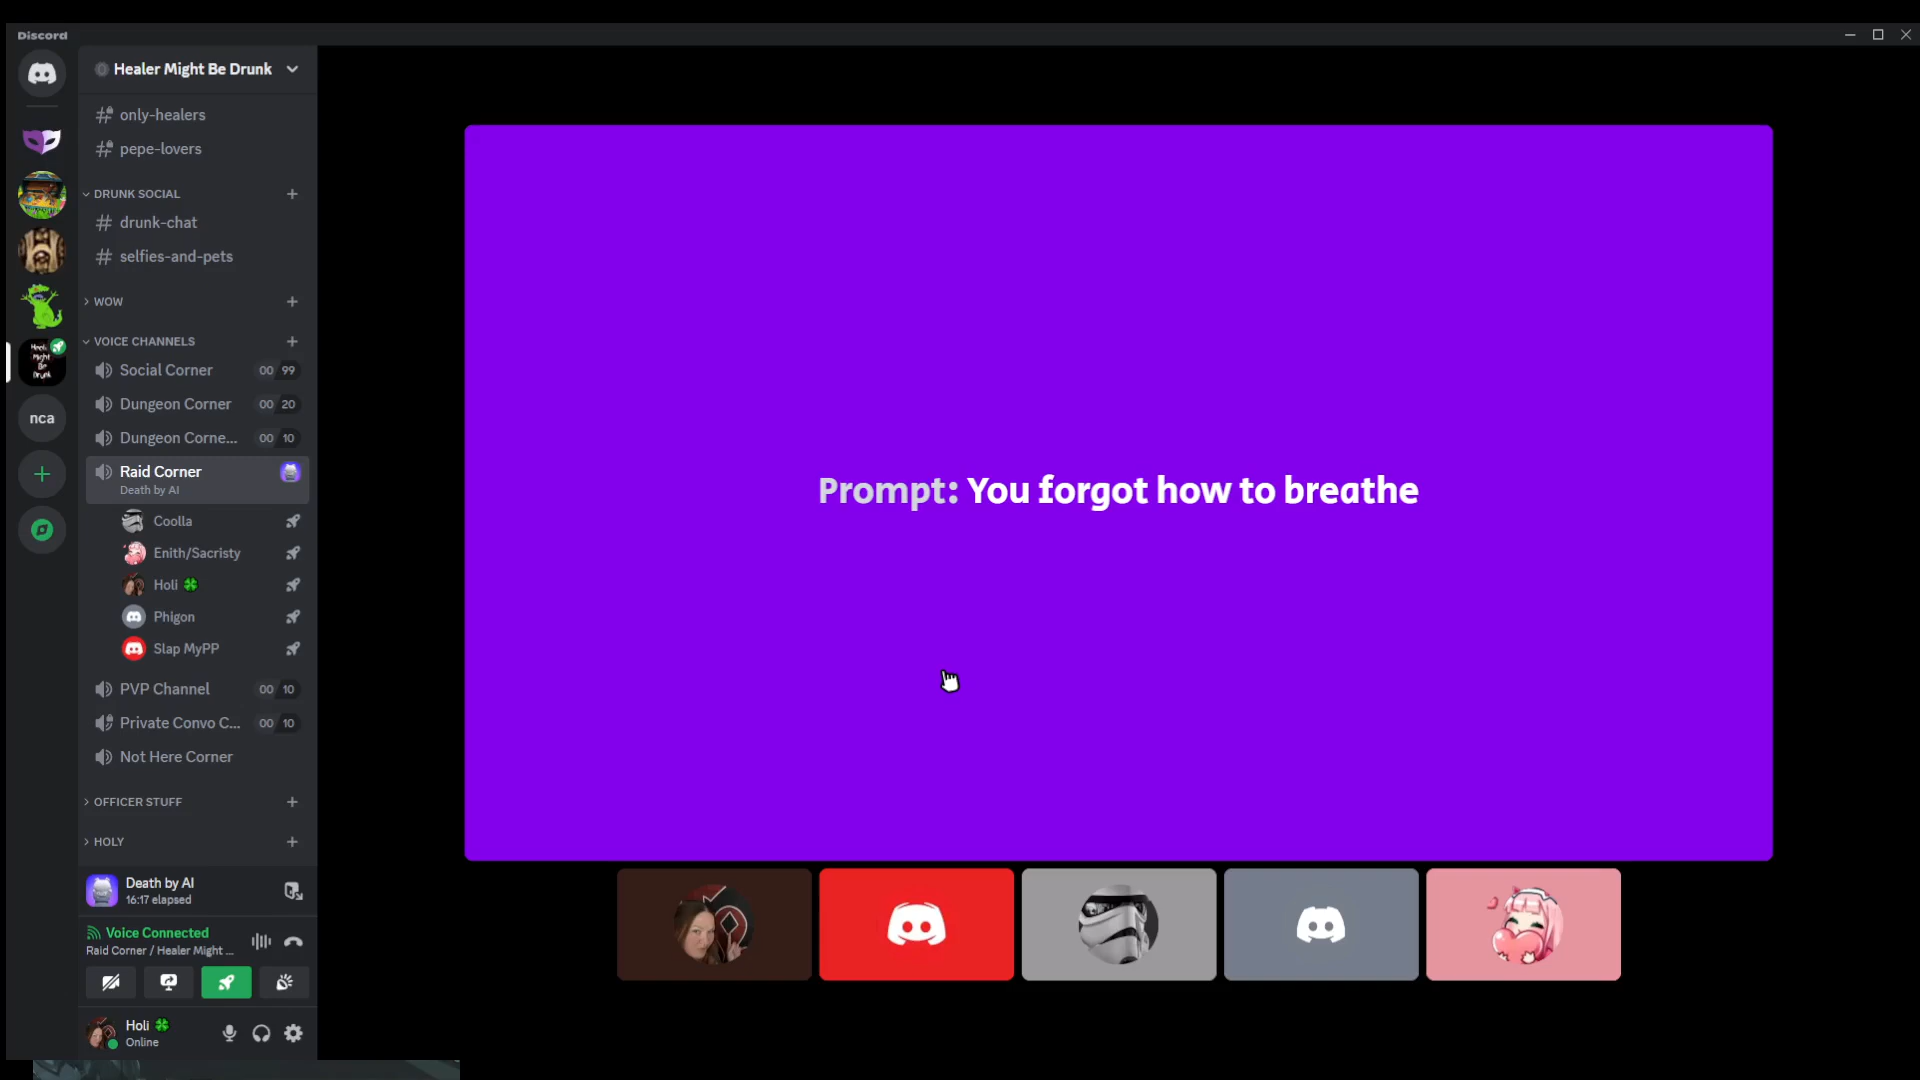 Discord
Healer Might Be Drunk
only-healers
pepe-lovers
DRUNK SOCIAL
drunk-chat
selfies-and-pets
WOW
VOICE CHANNELS
Social Corner 00 99
Dungeon Corner 00 20
Dungeon Corne... 00 10
Raid Corner
Death by AI
Coolla
Enith/Sacristy
Holi
Phigon
Slap MyPP
PVP Channel 00 10
Private Convo C... 00 10
Not Here Corner
OFFICER STUFF
HOLY
Death by AI
16:17 elapsed
Voice Connected
Raid Corner / Healer Might ...
Holi
Online
nca
Might
Be
Drunk
Prompt: You forgot how to breathe